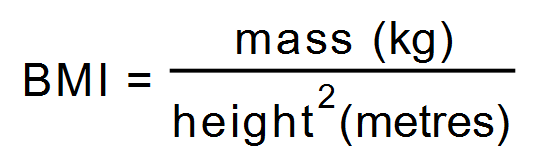 mass (kg)
BMI =
height²(metres)